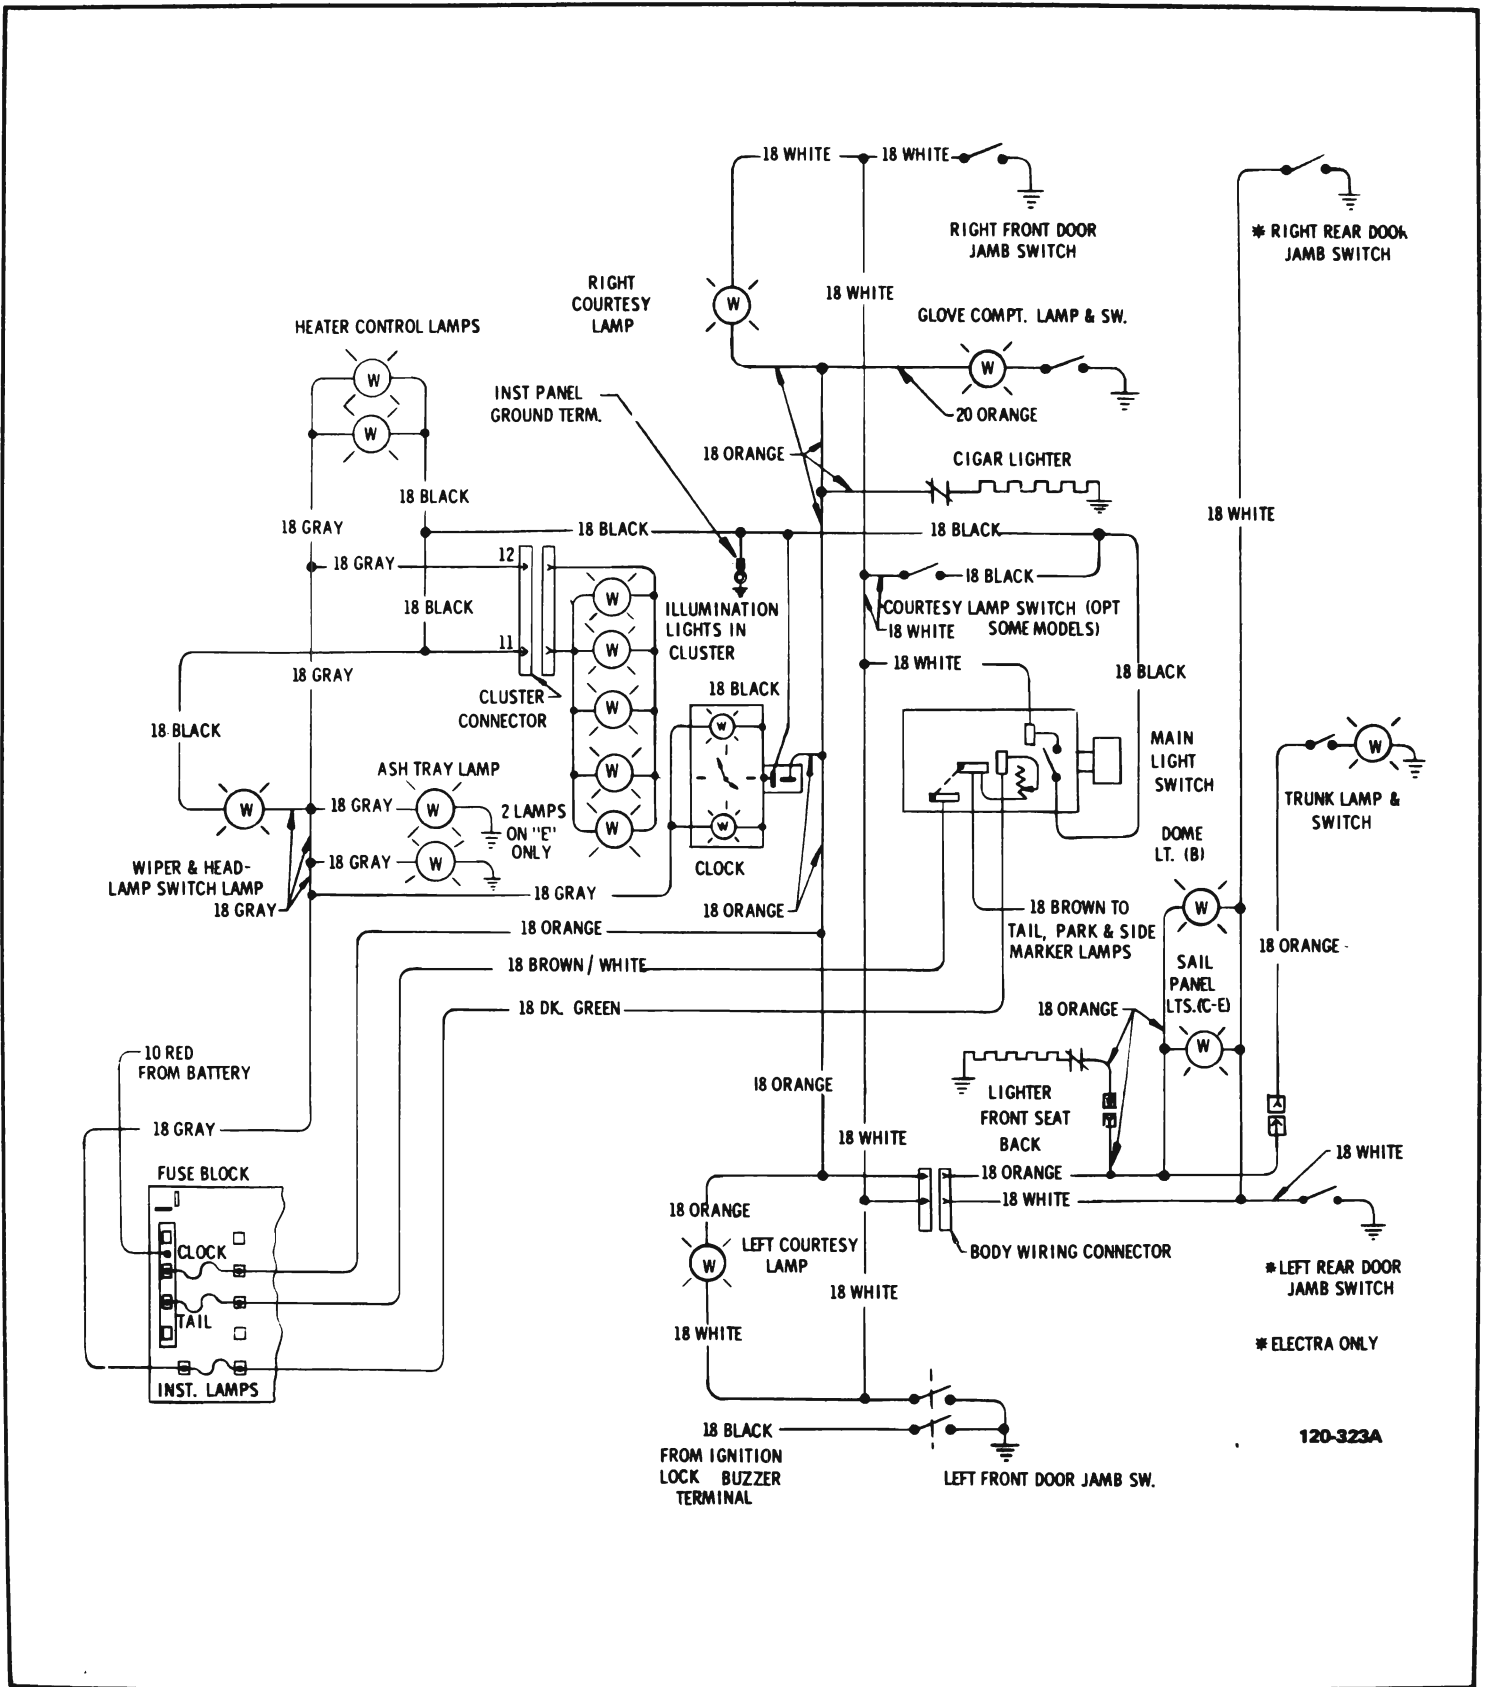 18 WHITE
18 WHITE
RIGHT FRONT DOOR
JAMB SWITCH
* RIGHT REAR DOOR
JAMB SWITCH
RIGHT
COURTESY
LAMP
W
18 WHITE
GLOVE COMPT. LAMP & SW.
HEATER CONTROL LAMPS
W
W
W
INST PANEL
GROUND TERM.
20 ORANGE
18 ORANGE
CIGAR LIGHTER
18 BLACK
18 GRAY
18 BLACK
18 BLACK
18 WHITE
12
18 GRAY
18 BLACK
18 BLACK
W
ILLUMINATION
LIGHTS IN
CLUSTER
COURTESY LAMP SWITCH (OPT
SOME MODELS)
18 WHITE
11
W
18 GRAY
18 WHITE
18 BLACK
CLUSTER
CONNECTOR
18 BLACK
W
W
18 BLACK
MAIN
LIGHT
SWITCH
W
TRUNK LAMP &
SWITCH
ASH TRAY LAMP
W
W
18 GRAY
W
2 LAMPS
ON "E"
ONLY
W
W
CLOCK
18 GRAY
W
WIPER & HEAD-
LAMP SWITCH LAMP
18 GRAY
DOME
LT. (B)
W
18 GRAY
18 ORANGE
18 BROWN TO
TAIL, PARK & SIDE
MARKER LAMPS
18 ORANGE
18 ORANGE
18 BROWN / WHITE
SAIL
PANEL
LTS.(C-E)
W
18 DK. GREEN
18 ORANGE
10 RED
FROM BATTERY
18 ORANGE
LIGHTER
FRONT SEAT
BACK
18 GRAY
18 WHITE
18 WHITE
FUSE BLOCK
18 ORANGE
18 WHITE
18 ORANGE
CLOCK
LEFT COURTESY
LAMP
W
BODY WIRING CONNECTOR
* LEFT REAR DOOR
JAMB SWITCH
18 WHITE
TAIL
18 WHITE
* ELECTRA ONLY
INST. LAMPS
18 BLACK
FROM IGNITION
LOCK BUZZER
TERMINAL
LEFT FRONT DOOR JAMB SW.
120-323A